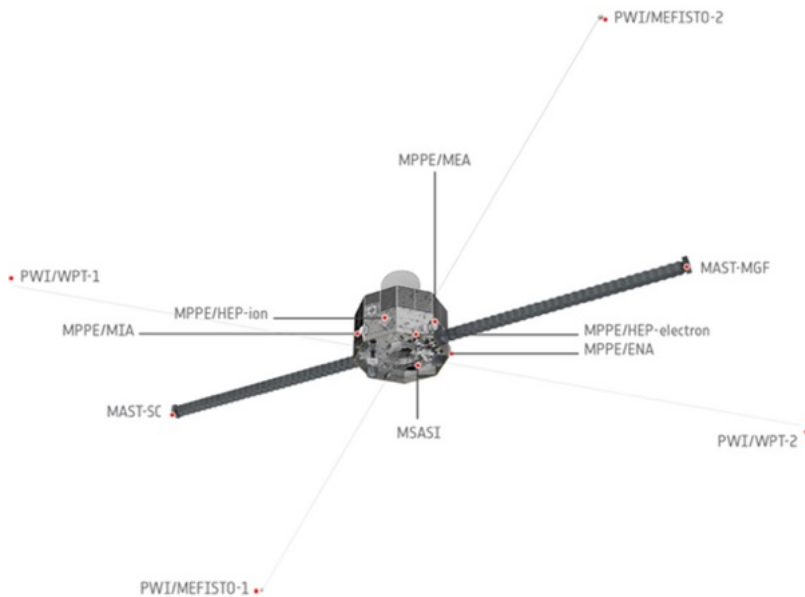 PWI/MEFISTO-2
MPPE/MEA
MAST-MGF
PWI/WPT-1
MPPE/HEP-ion
MPPE/MIA
MPPE/HEP-electron
MPPE/ENA
MAST-SC
MSASI
PWI/WPT-2
PWI/MEFISTO-1